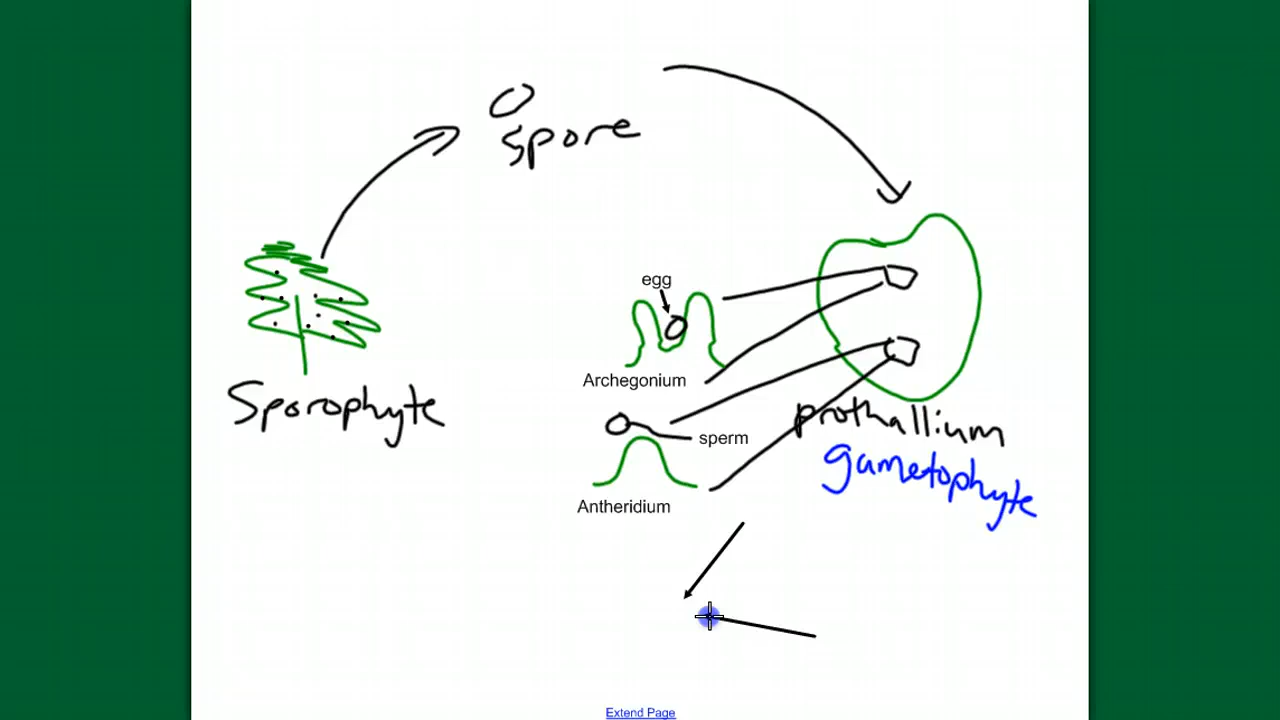 spore
egg
Archegonium
Sporophyte
sperm
prothallium
gametophyte
Antheridium
Extend Page